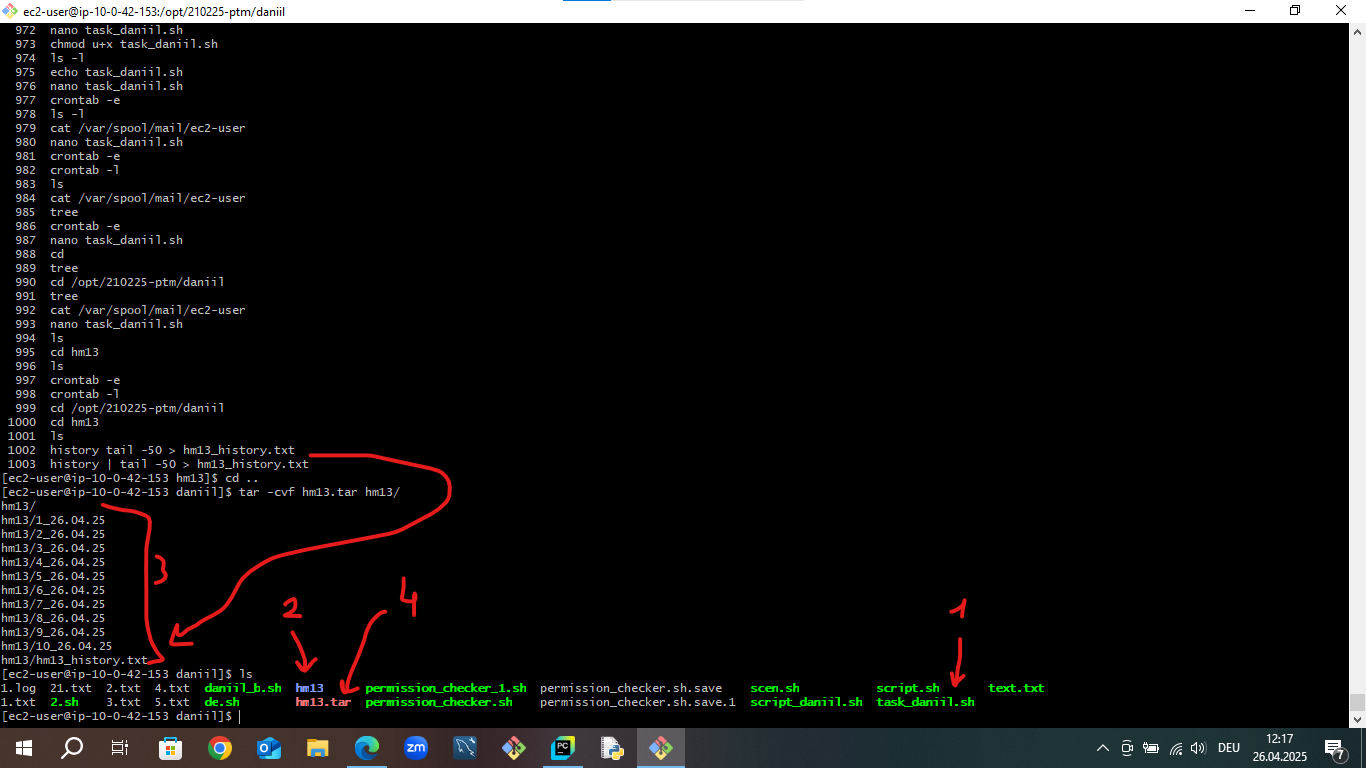 ec2-user@ip-10-0-42-153:/opt/210225-ptm/daniil
972 nano task_daniil.sh
973 chmod u+x task_daniil.sh
974 ls -l
975 echo task_daniil.sh
976 nano task_daniil.sh
977 crontab -e
978 ls -l
979 cat /var/spool/mail/ec2-user
980 nano task_daniil.sh
981 crontab -e
982 crontab -l
983 ls
984 cat /var/spool/mail/ec2-user
985 tree
986 crontab -e
987 nano task_daniil.sh
988 cd
989 tree
990 cd /opt/210225-ptm/daniil
991 tree
992 cat /var/spool/mail/ec2-user
993 nano task_daniil.sh
994 ls
995 cd hm13
996 ls
997 crontab -e
998 crontab -l
999 cd /opt/210225-ptm/daniil
1000 cd hm13
1001 ls
1002 history tail -50 > hm13_history.txt
1003 history | tail -50 > hm13_history.txt
[ec2-user@ip-10-0-42-153 hm13]$ cd ..
[ec2-user@ip-10-0-42-153 daniil]$ tar -cvf hm13.tar hm13/
hm13/
hm13/1_26.04.25
hm13/2_26.04.25
hm13/3_26.04.25
hm13/4_26.04.25
hm13/5_26.04.25
3
hm13/6_26.04.25
hm13/7_26.04.25
2 4 1
hm13/8_26.04.25
hm13/9_26.04.25
hm13/10_26.04.25
hm13/hm13_history.txt
[ec2-user@ip-10-0-42-153 daniil]$ ls
1.log 21.txt 2.txt 4.txt daniil_b.sh hm13 permission_checker_1.sh permission_checker.sh.save scen.sh script.sh text.txt
1.txt 2.sh 3.txt 5.txt de.sh hm13.tar permission_checker.sh permission_checker.sh.save.1 script_daniil.sh task_daniil.sh
[ec2-user@ip-10-0-42-153 daniil]$
zm PC DEU 12:17
26.04.2025 7